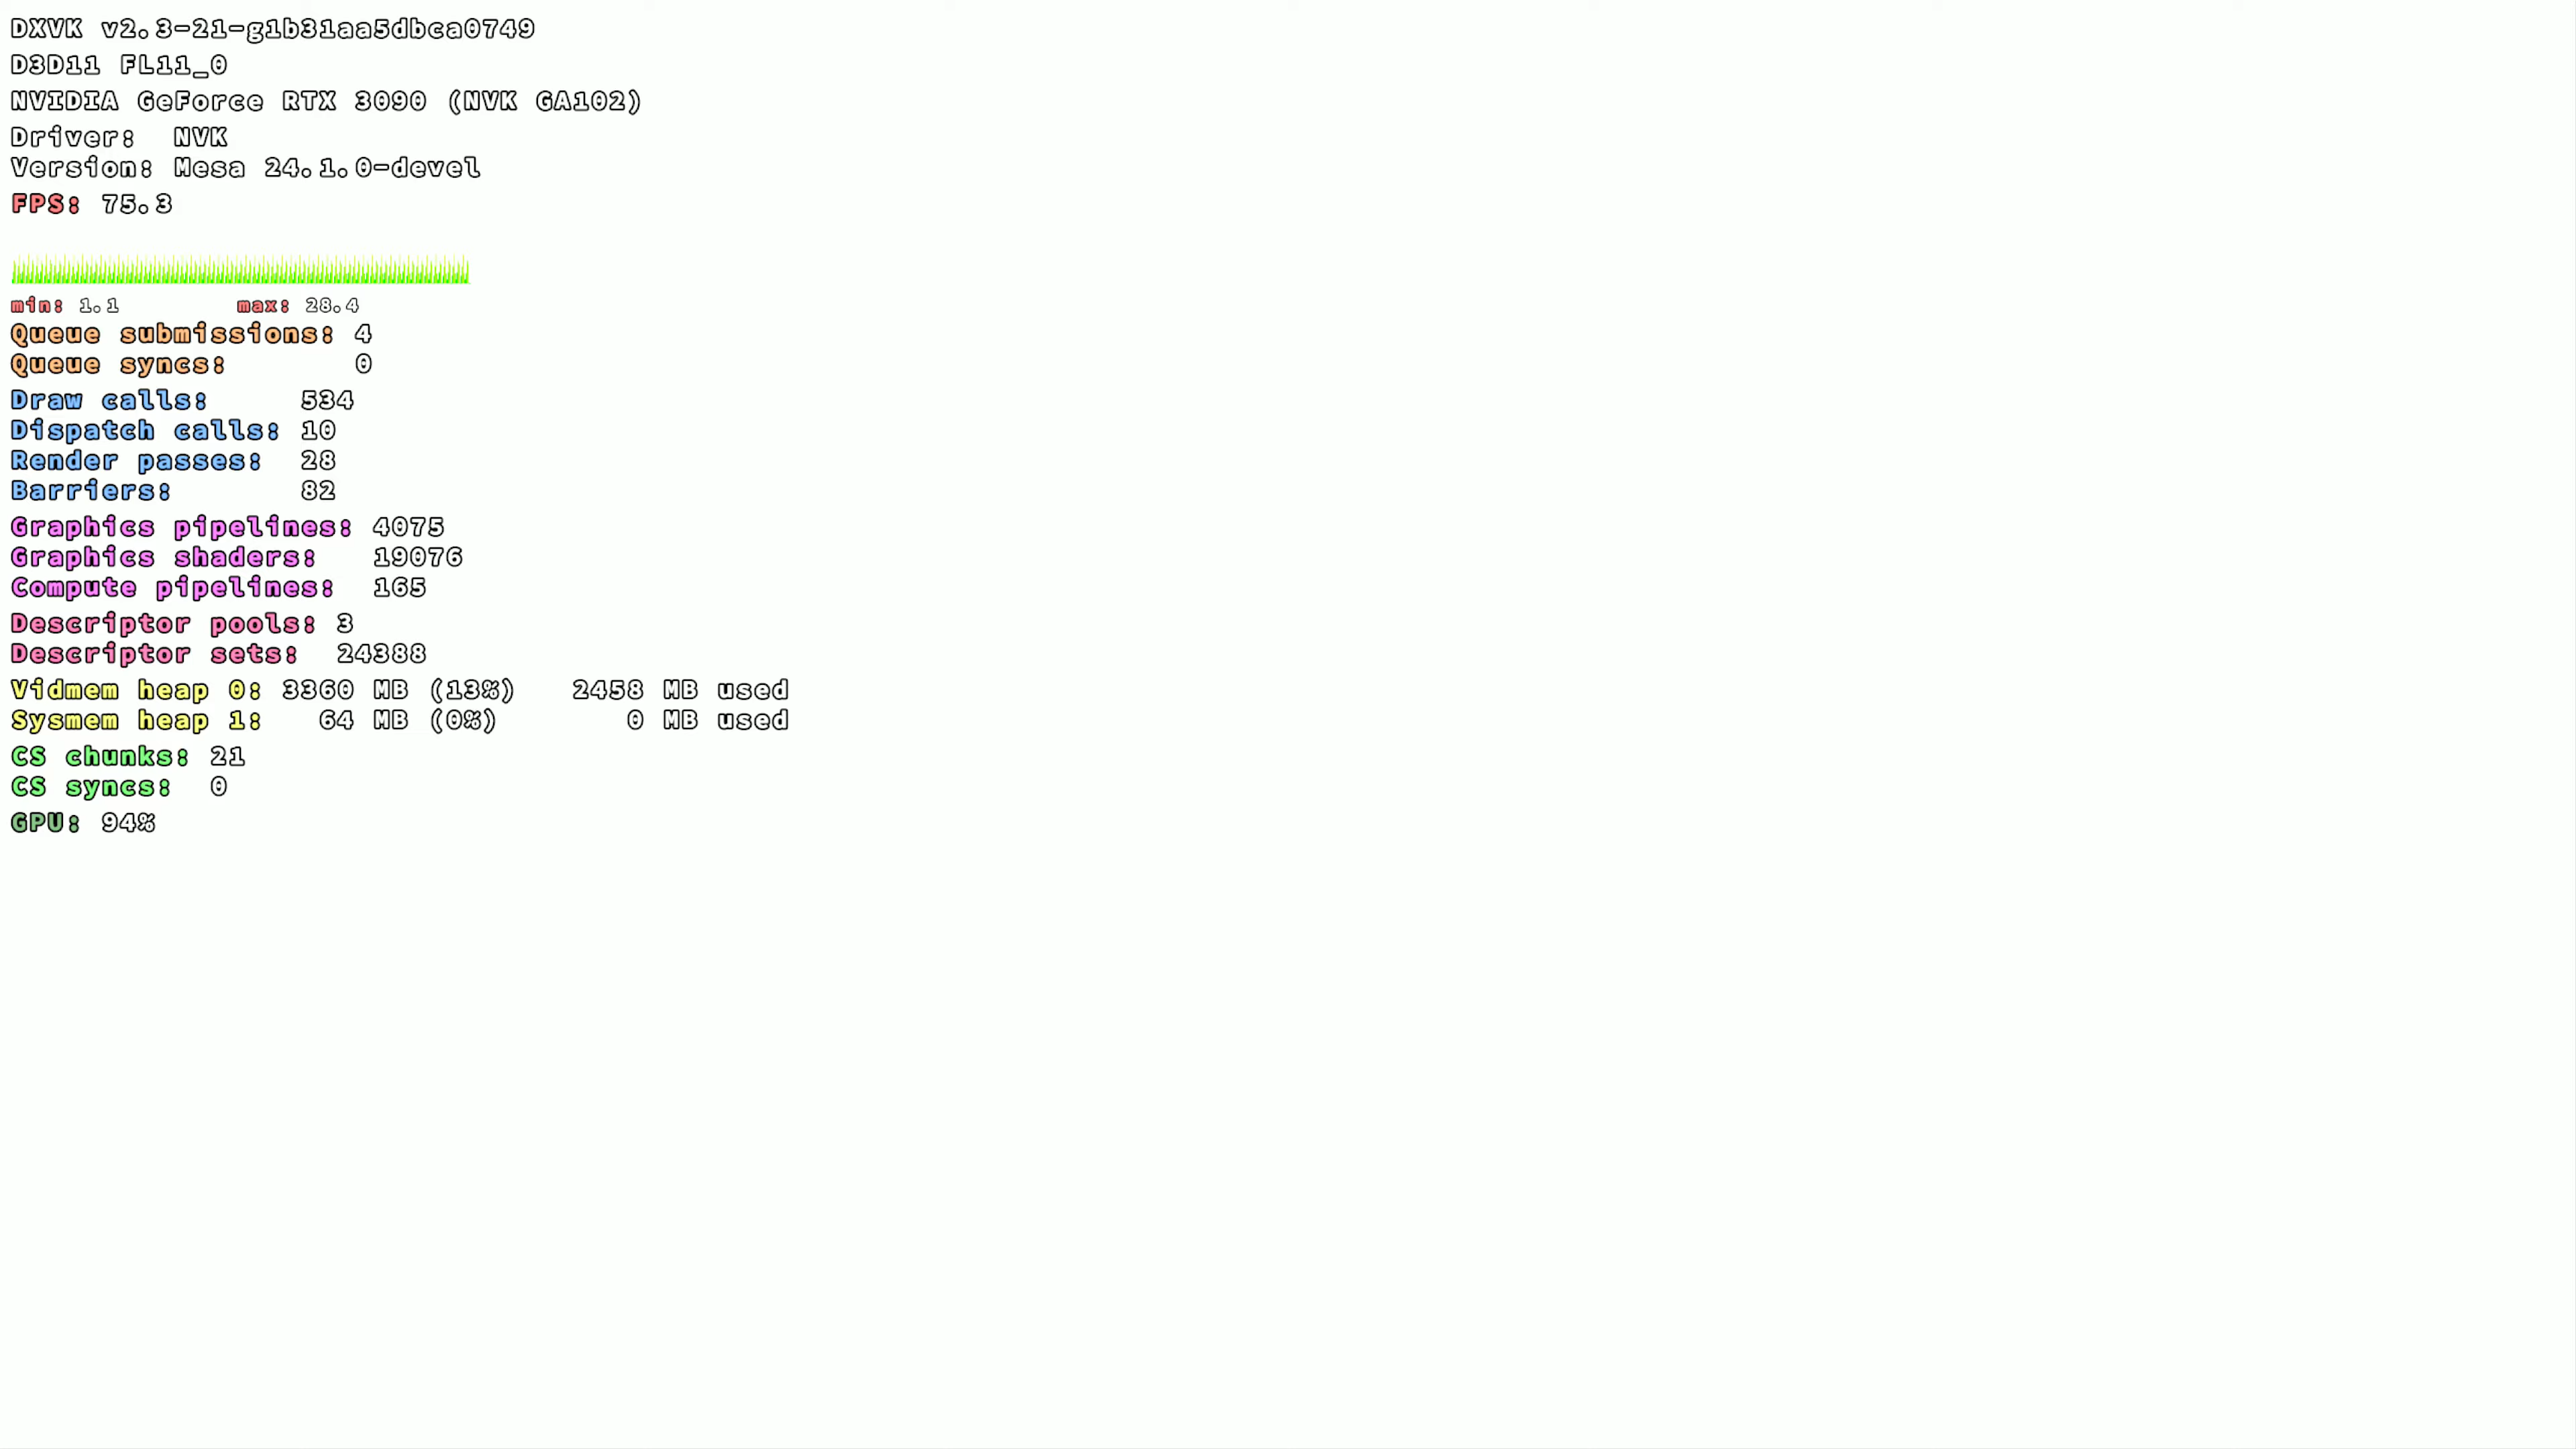 DXVK v2.3-21-g1b31aa5dbca0749
D3D11 FL11_0
NVIDIA GeForce RTX 3090 (NVK GA102)
Driver: NVK
Version: Mesa 24.1.0-devel
FPS: 75.3
min: 1.1 max: 28.4
Queue submissions: 4
Queue syncs: 0
Draw calls: 534
Dispatch calls: 10
Render passes: 28
Barriers: 82
Graphics pipelines: 4075
Graphics shaders: 19076
Compute pipelines: 165
Descriptor pools: 3
Descriptor sets: 24388
Vidmem heap 0: 3360 MB (13%) 2458 MB used
Sysmem heap 1: 64 MB (0%) 0 MB used
CS chunks: 21
CS syncs: 0
GPU: 94%